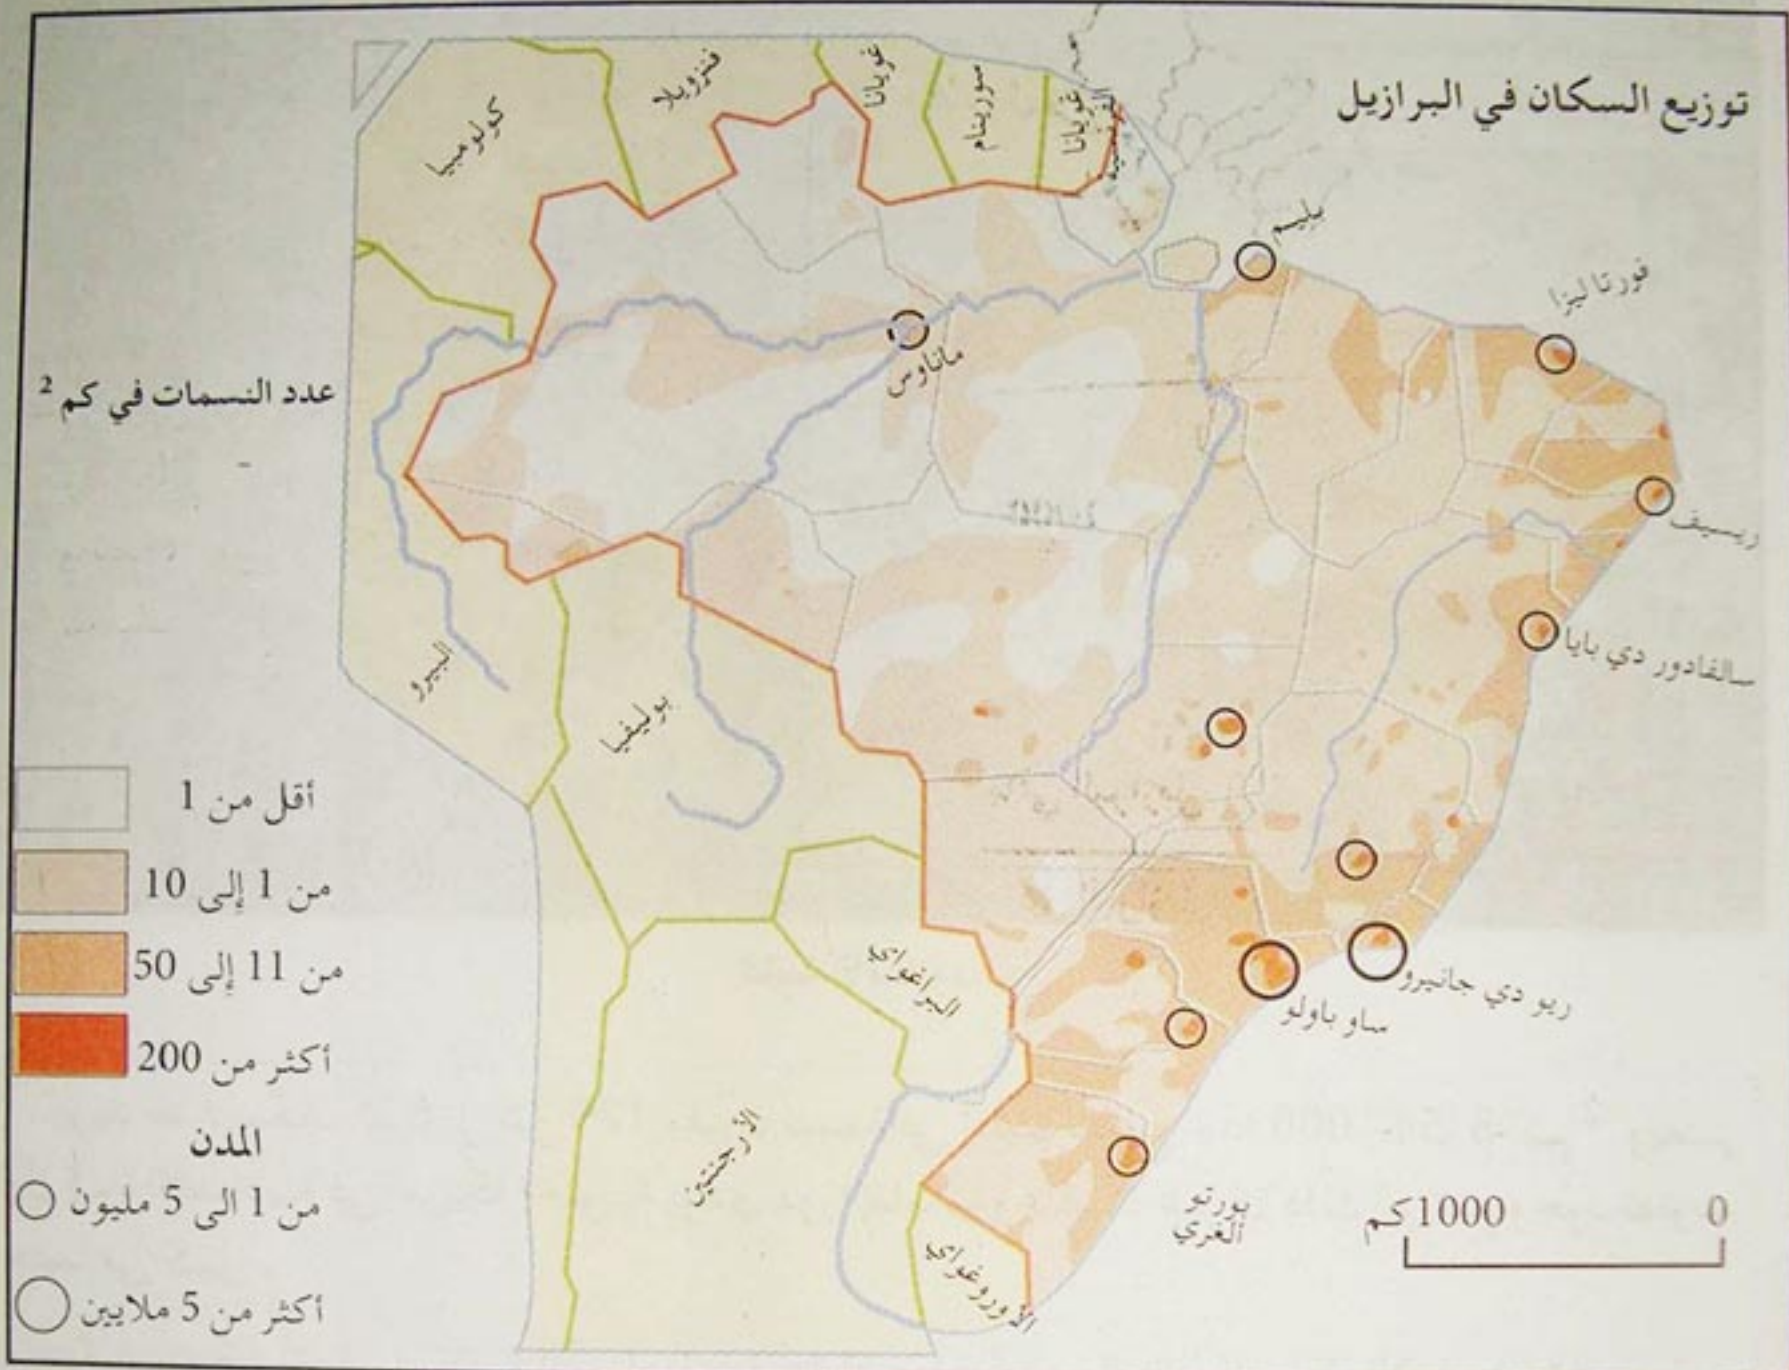 توزيع السكان في البرازيل
كولومبيا
فنزويلا
غويانا
سورينام
غويانا
الفرنسية
بيليم
فورتاليزا
ماناوس
ريسيف
سالفادور دي بايا
البيرو
بوليفيا
البراغواي
ريو دي جانيرو
ساو باولو
الأرجنتين
بورتو
الغري
الأوروغواي
عدد النسمات في كم 2
أقل من 1
من 1 إلى 10
من 11 إلى 50
أكثر من 200
المدن
من 1 الى 5 مليون
أكثر من 5 ملايين
0 1000كم